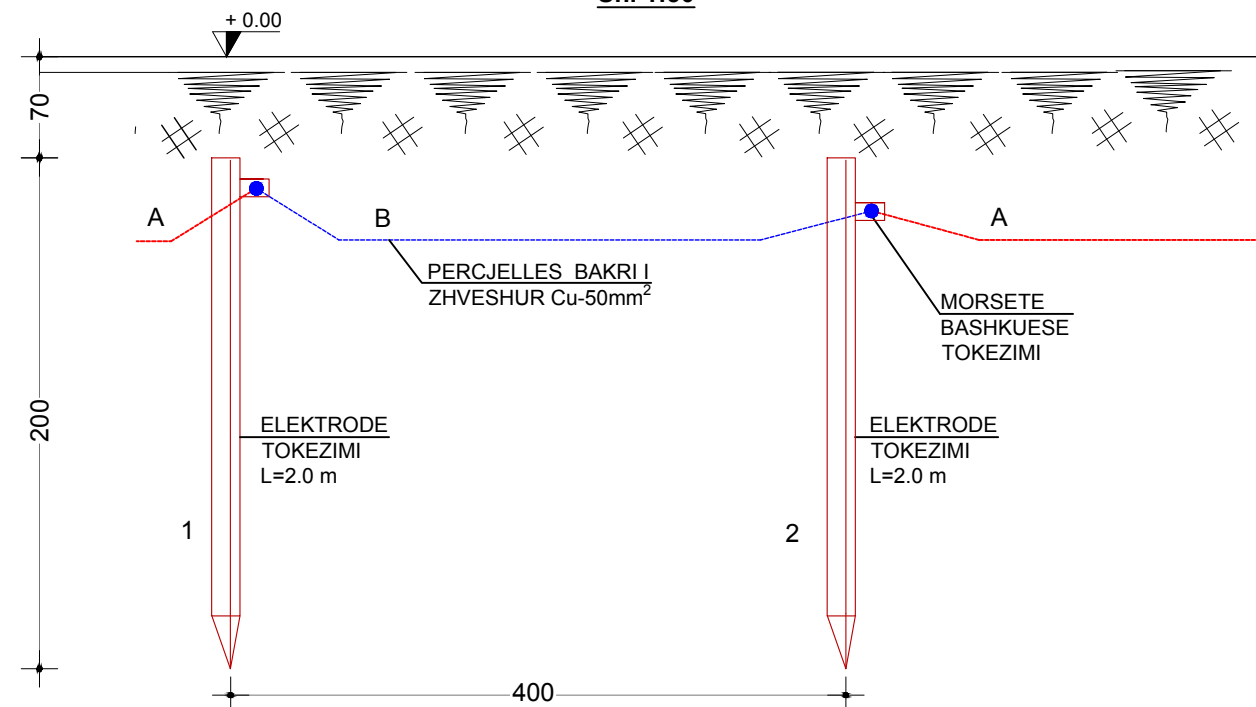 + 0.00
70
A
B
A
PERCJELLES BAKRI I
ZHVESHUR Cu-50mm²
MORSETE
BASHKUESE
TOKEZIMI
200
ELEKTRODE
TOKEZIMI
L=2.0 m
ELEKTRODE
TOKEZIMI
L=2.0 m
1
2
400